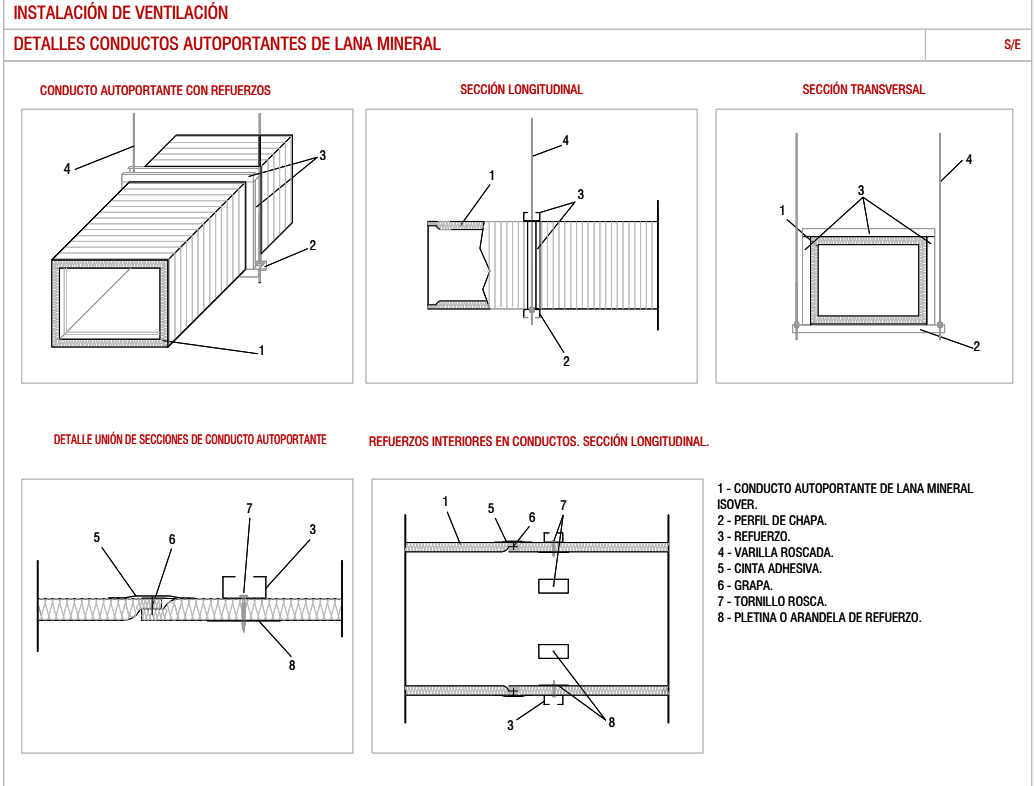 INSTALACIÓN DE VENTILACIÓN
DETALLES CONDUCTOS AUTOPORTANTES DE LANA MINERAL
S/E
CONDUCTO AUTOPORTANTE CON REFUERZOS
4
3
2
1
SECCIÓN LONGITUDINAL
4
1
3
2
SECCIÓN TRANSVERSAL
4
3
1
2
DETALLE UNIÓN DE SECCIONES DE CONDUCTO AUTOPORTANTE
7
3
5
6
8
REFUERZOS INTERIORES EN CONDUCTOS. SECCIÓN LONGITUDINAL.
1
5
6
7
3
8
1 - CONDUCTO AUTOPORTANTE DE LANA MINERAL
ISOVER.
2 - PERFIL DE CHAPA.
3 - REFUERZO.
4 - VARILLA ROSCADA.
5 - CINTA ADHESIVA.
6 - GRAPA.
7 - TORNILLO ROSCA.
8 - PLETINA O ARANDELA DE REFUERZO.